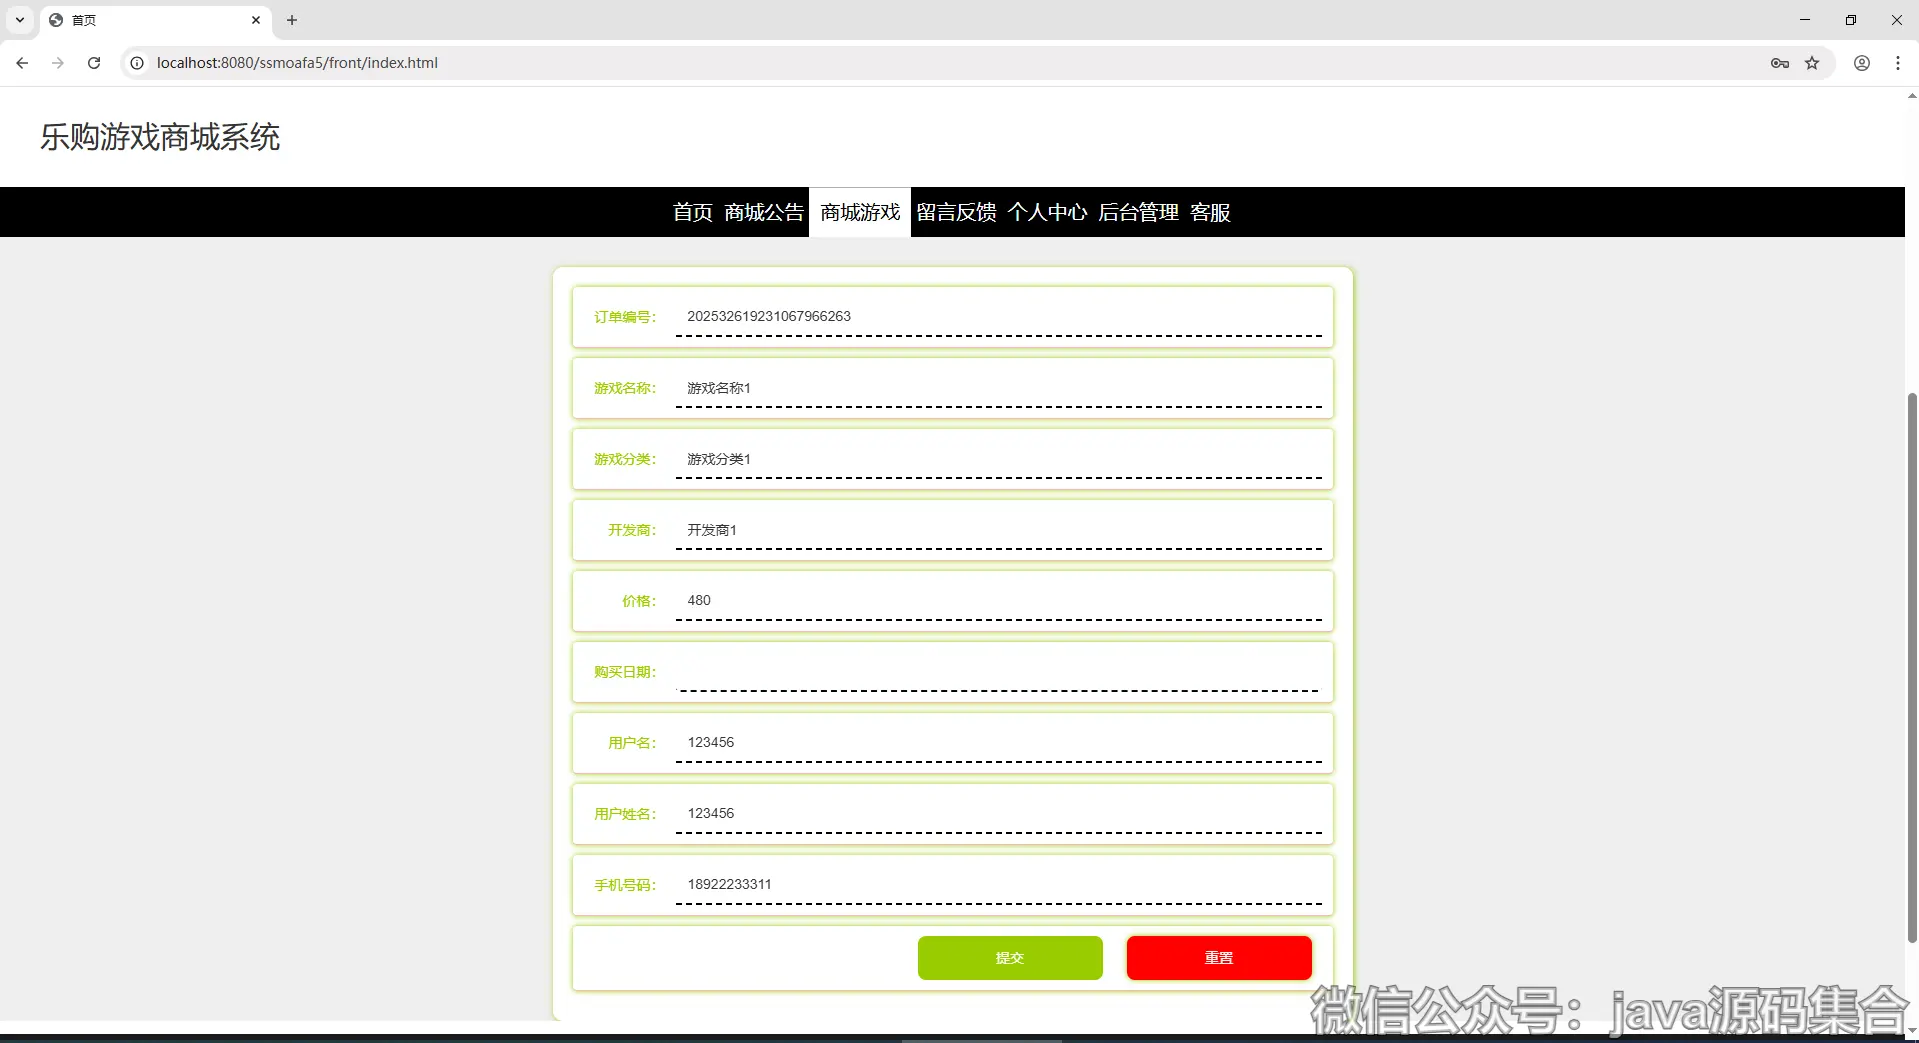 首页
localhost:8080/ssmoafa5/front/index.html
乐购游戏商城系统
首页 商城公告 商城游戏 留言反馈 个人中心 后台管理 客服
订单编号： 202532619231067966263
游戏名称： 游戏名称1
游戏分类： 游戏分类1
开发商： 开发商1
价格： 480
购买日期：
用户名： 123456
用户姓名： 123456
手机号码： 18922233311
提交 重置
微信公众号：java源码集合